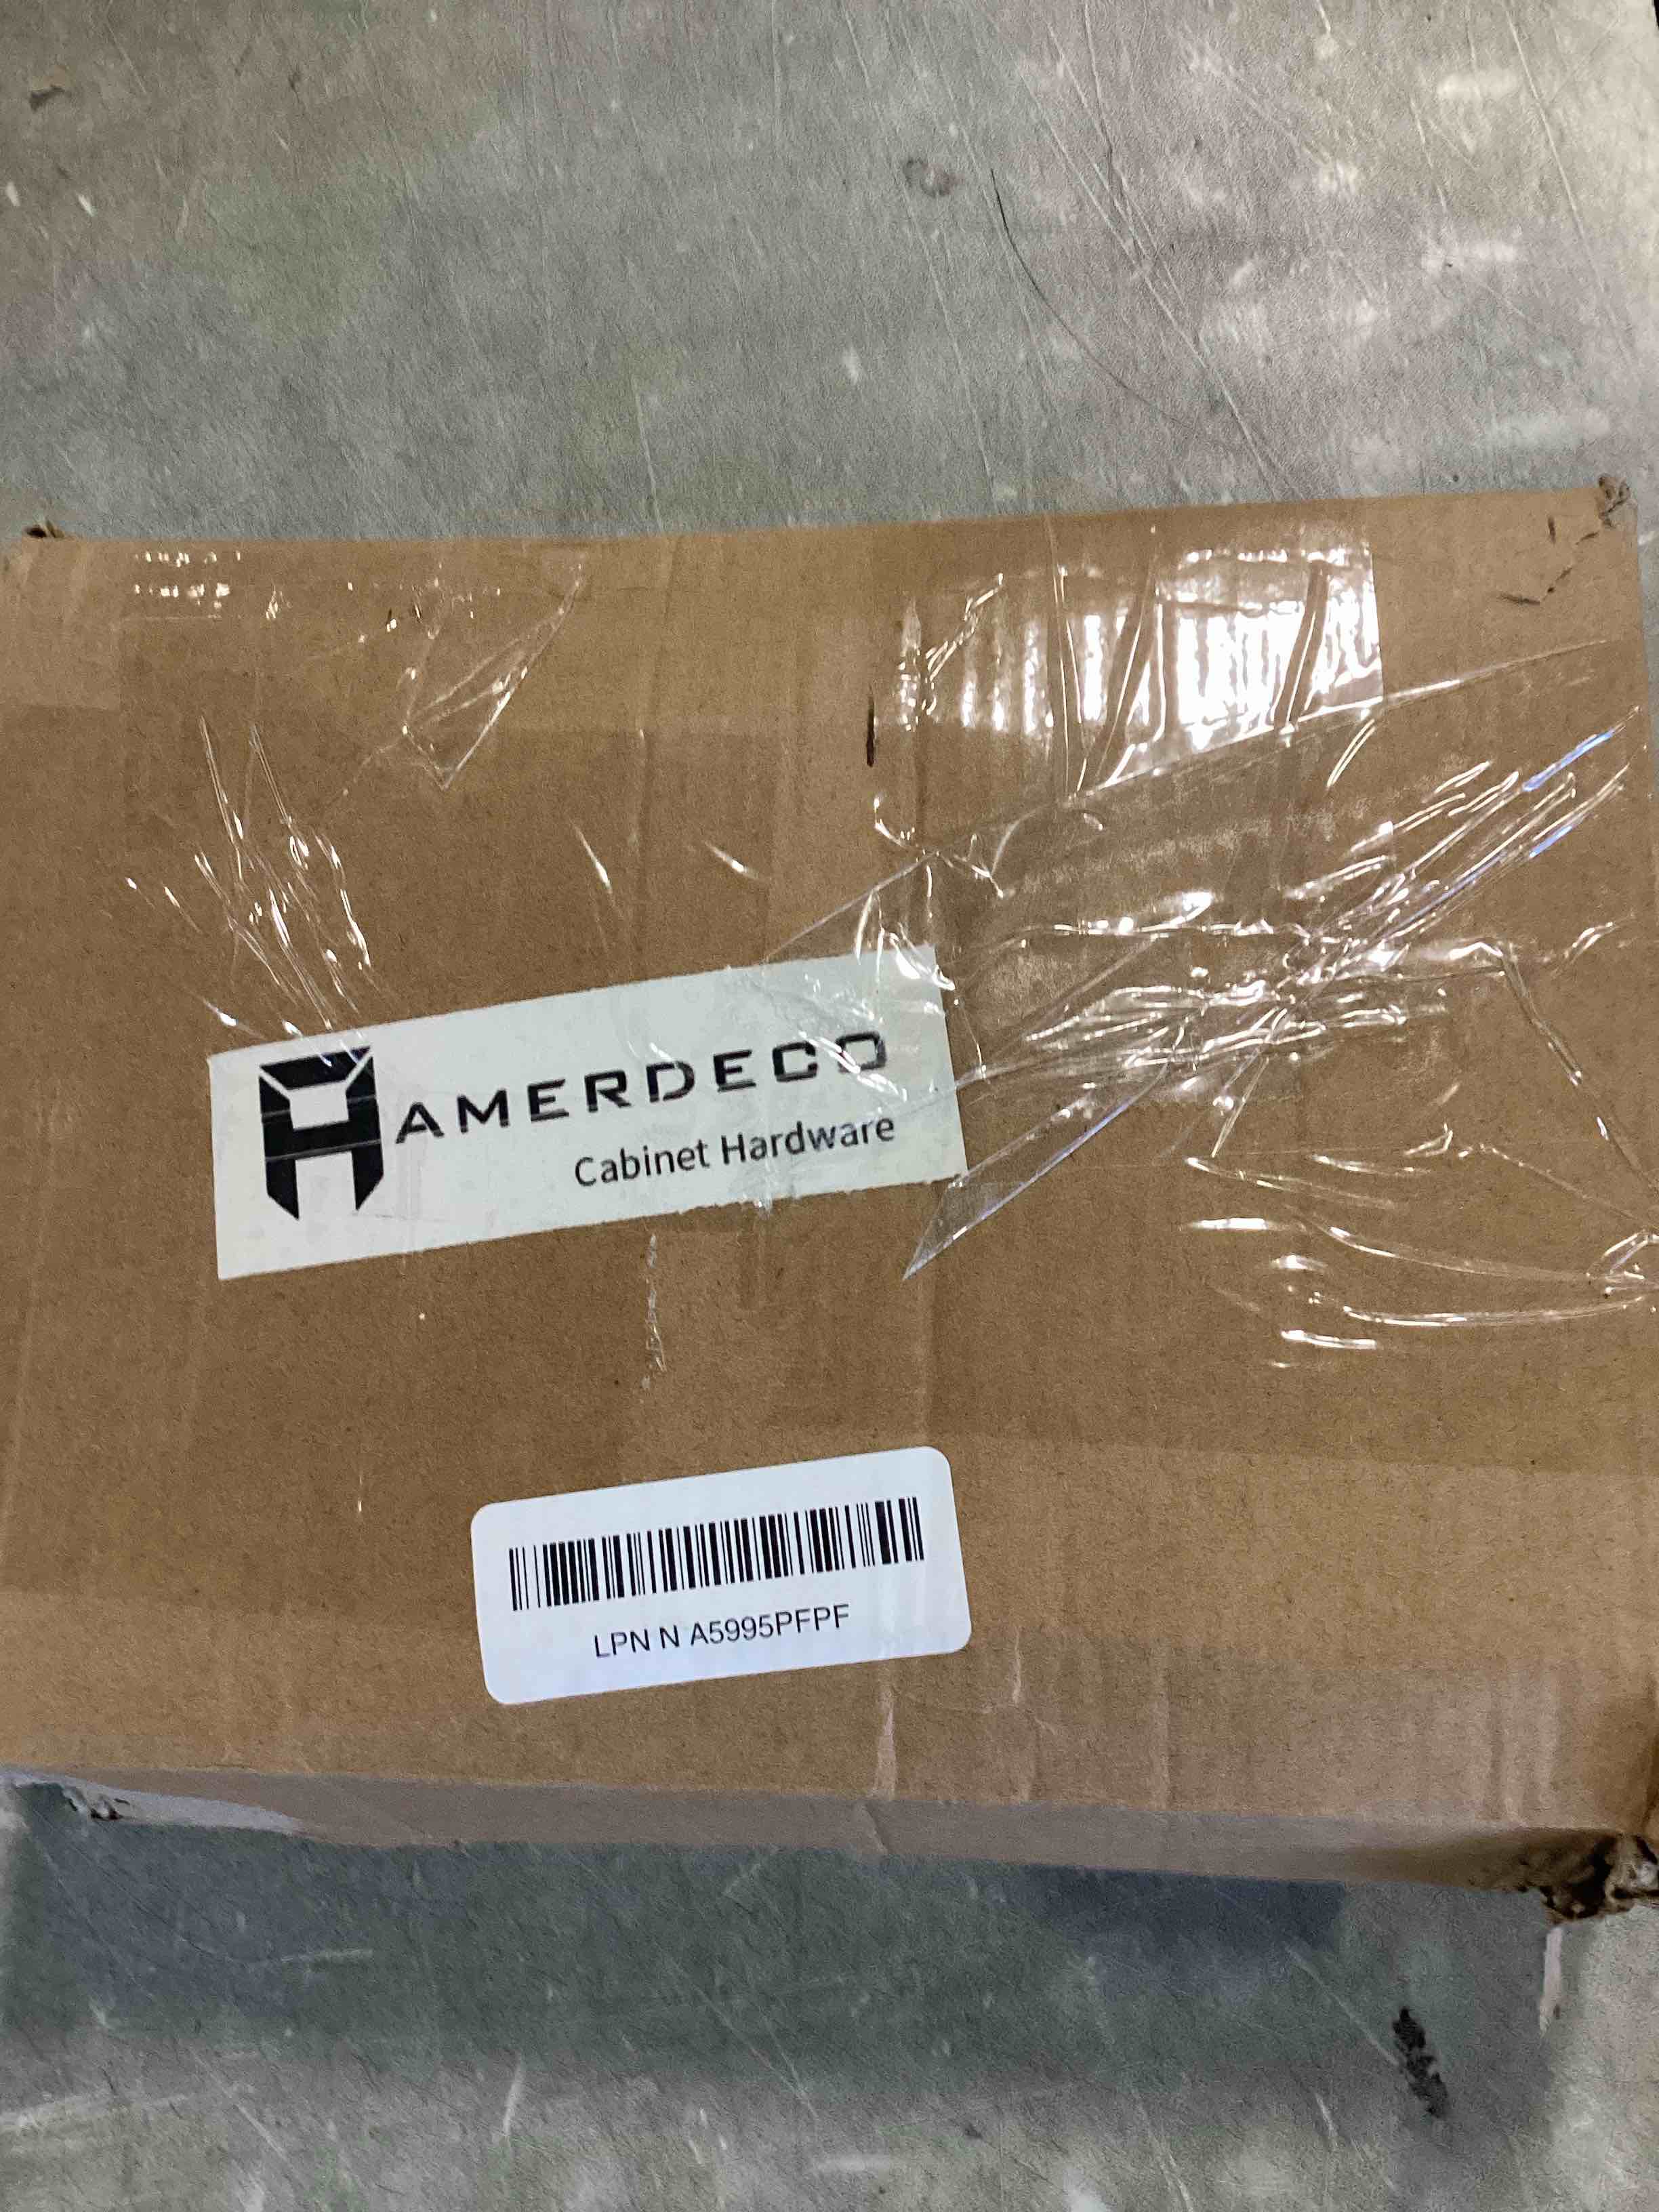 AMERDECO
Cabinet Hardware
LPN N A5995PFPF